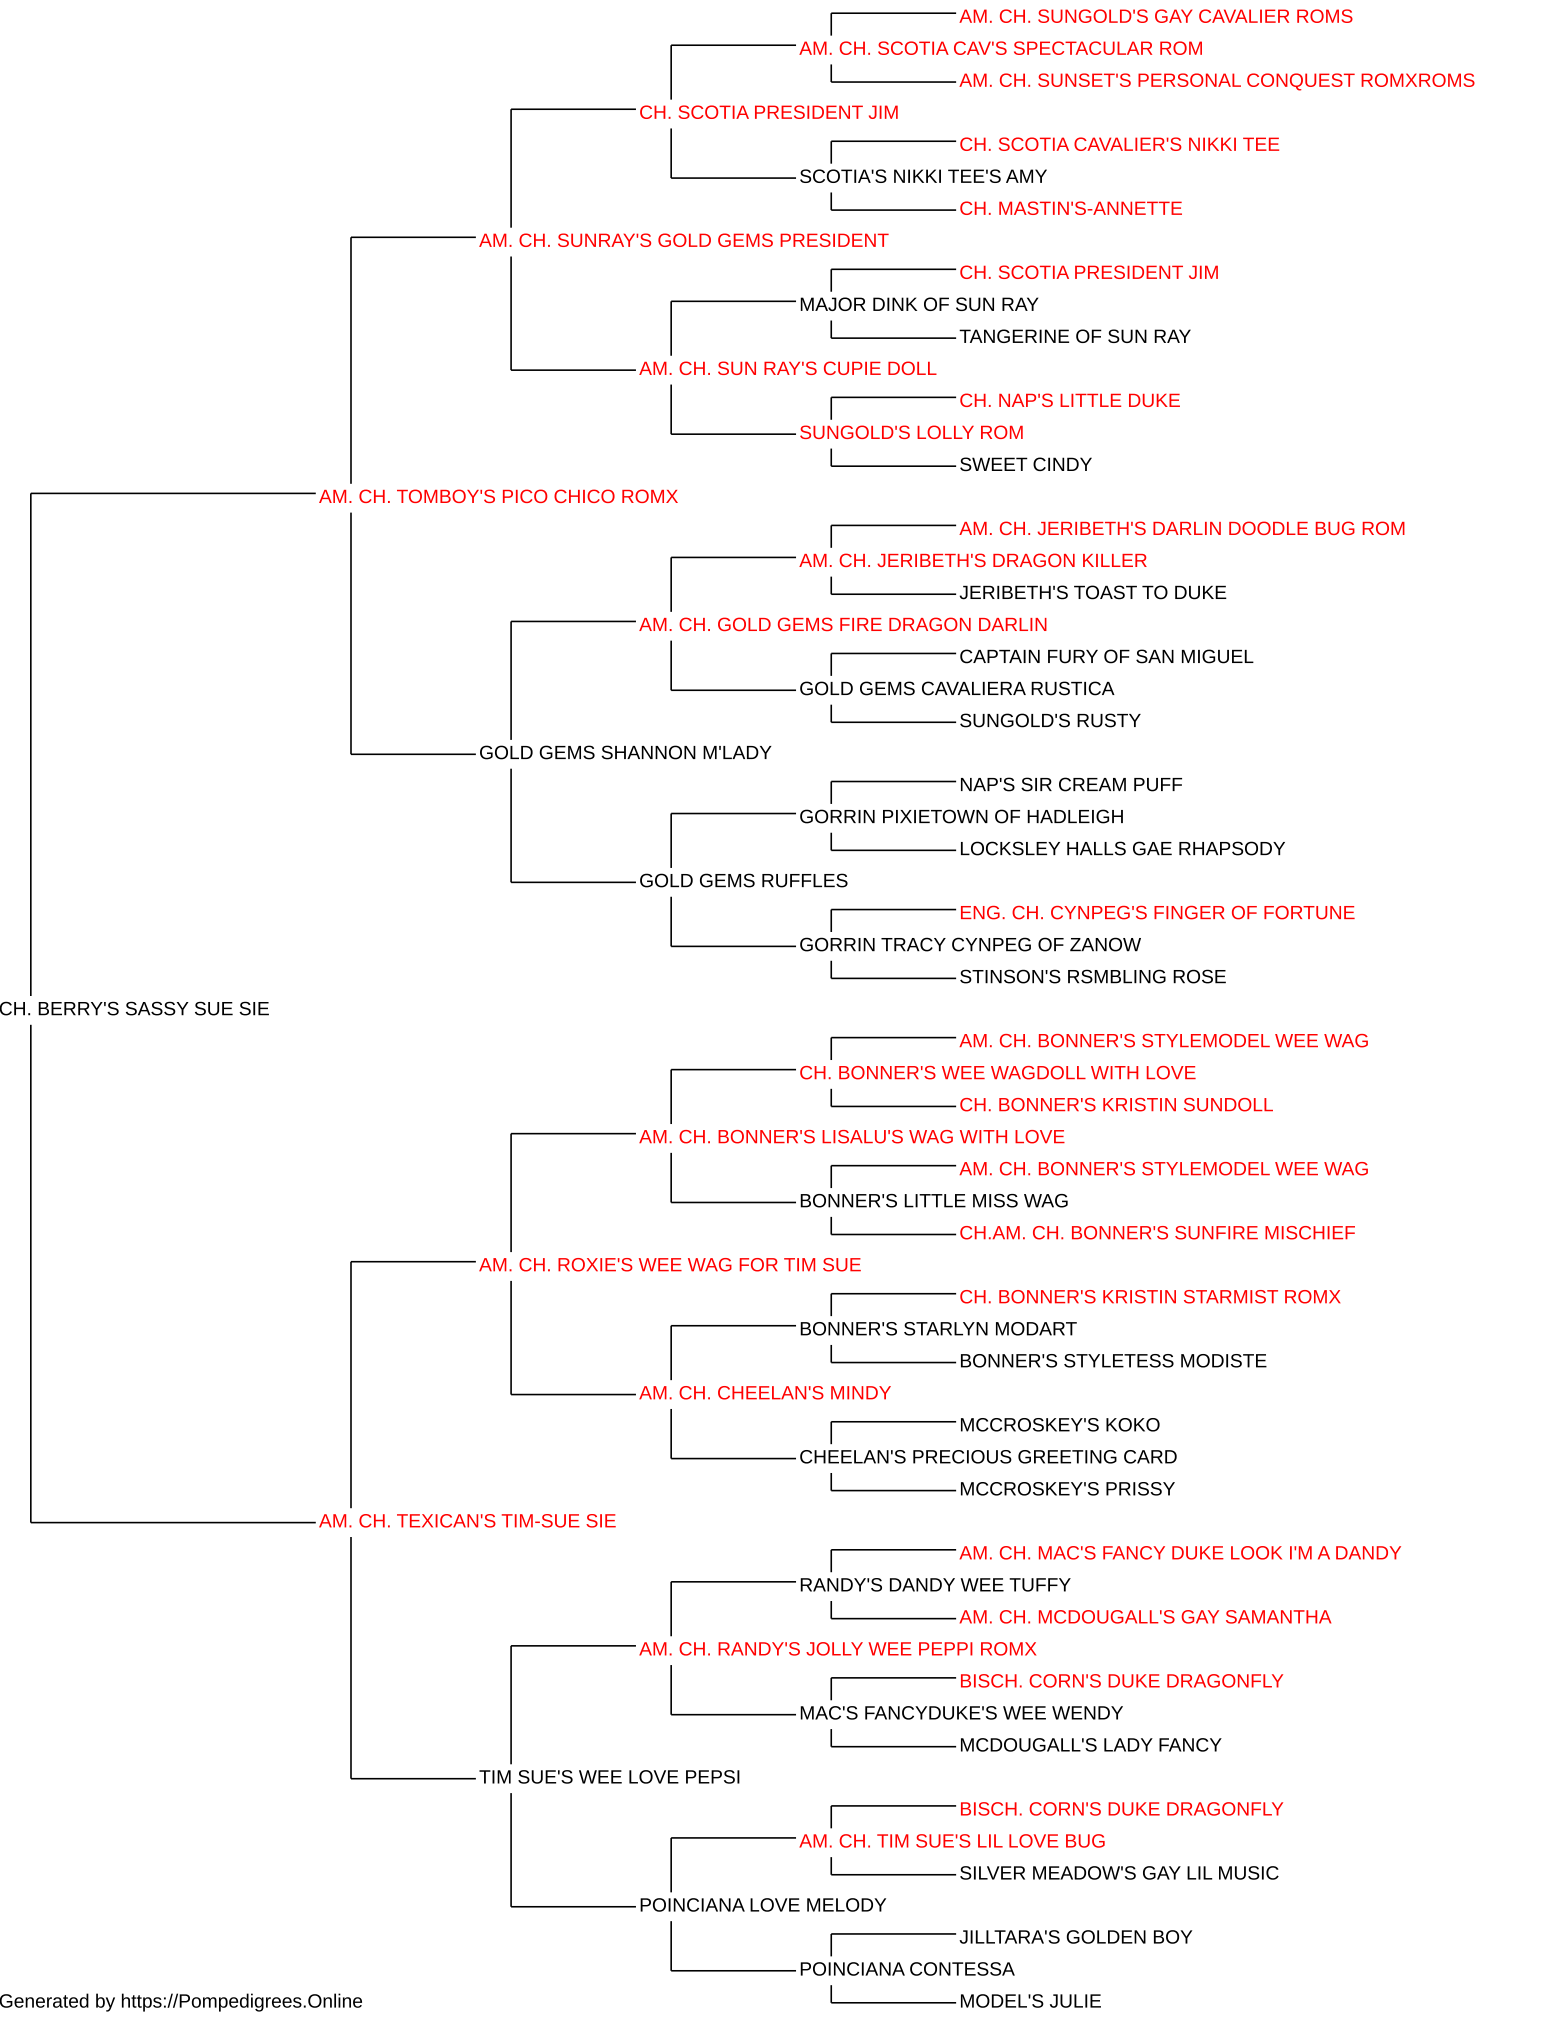 AM. CH. SUNGOLD'S GAY CAVALIER ROMS
AM. CH. SCOTIA CAV'S SPECTACULAR ROM
AM. CH. SUNSET'S PERSONAL CONQUEST ROMXROMS
CH. SCOTIA PRESIDENT JIM
CH. SCOTIA CAVALIER'S NIKKI TEE
SCOTIA'S NIKKI TEE'S AMY
CH. MASTIN'S-ANNETTE
AM. CH. SUNRAY'S GOLD GEMS PRESIDENT
CH. SCOTIA PRESIDENT JIM
MAJOR DINK OF SUN RAY
TANGERINE OF SUN RAY
AM. CH. SUN RAY'S CUPIE DOLL
CH. NAP'S LITTLE DUKE
SUNGOLD'S LOLLY ROM
SWEET CINDY
AM. CH. TOMBOY'S PICO CHICO ROMX
AM. CH. JERIBETH'S DARLIN DOODLE BUG ROM
AM. CH. JERIBETH'S DRAGON KILLER
JERIBETH'S TOAST TO DUKE
AM. CH. GOLD GEMS FIRE DRAGON DARLIN
CAPTAIN FURY OF SAN MIGUEL
GOLD GEMS CAVALIERA RUSTICA
SUNGOLD'S RUSTY
GOLD GEMS SHANNON M'LADY
NAP'S SIR CREAM PUFF
GORRIN PIXIETOWN OF HADLEIGH
LOCKSLEY HALLS GAE RHAPSODY
GOLD GEMS RUFFLES
ENG. CH. CYNPEG'S FINGER OF FORTUNE
GORRIN TRACY CYNPEG OF ZANOW
STINSON'S RSMBLING ROSE
CH. BERRY'S SASSY SUE SIE
AM. CH. BONNER'S STYLEMODEL WEE WAG
CH. BONNER'S WEE WAGDOLL WITH LOVE
CH. BONNER'S KRISTIN SUNDOLL
AM. CH. BONNER'S LISALU'S WAG WITH LOVE
AM. CH. BONNER'S STYLEMODEL WEE WAG
BONNER'S LITTLE MISS WAG
CH.AM. CH. BONNER'S SUNFIRE MISCHIEF
AM. CH. ROXIE'S WEE WAG FOR TIM SUE
CH. BONNER'S KRISTIN STARMIST ROMX
BONNER'S STARLYN MODART
BONNER'S STYLETESS MODISTE
AM. CH. CHEELAN'S MINDY
MCCROSKEY'S KOKO
CHEELAN'S PRECIOUS GREETING CARD
MCCROSKEY'S PRISSY
AM. CH. TEXICAN'S TIM-SUE SIE
AM. CH. MAC'S FANCY DUKE LOOK I'M A DANDY
RANDY'S DANDY WEE TUFFY
AM. CH. MCDOUGALL'S GAY SAMANTHA
AM. CH. RANDY'S JOLLY WEE PEPPI ROMX
BISCH. CORN'S DUKE DRAGONFLY
MAC'S FANCYDUKE'S WEE WENDY
MCDOUGALL'S LADY FANCY
TIM SUE'S WEE LOVE PEPSI
BISCH. CORN'S DUKE DRAGONFLY
AM. CH. TIM SUE'S LIL LOVE BUG
SILVER MEADOW'S GAY LIL MUSIC
POINCIANA LOVE MELODY
JILLTARA'S GOLDEN BOY
POINCIANA CONTESSA
MODEL'S JULIE
Generated by https://Pompedigrees.Online